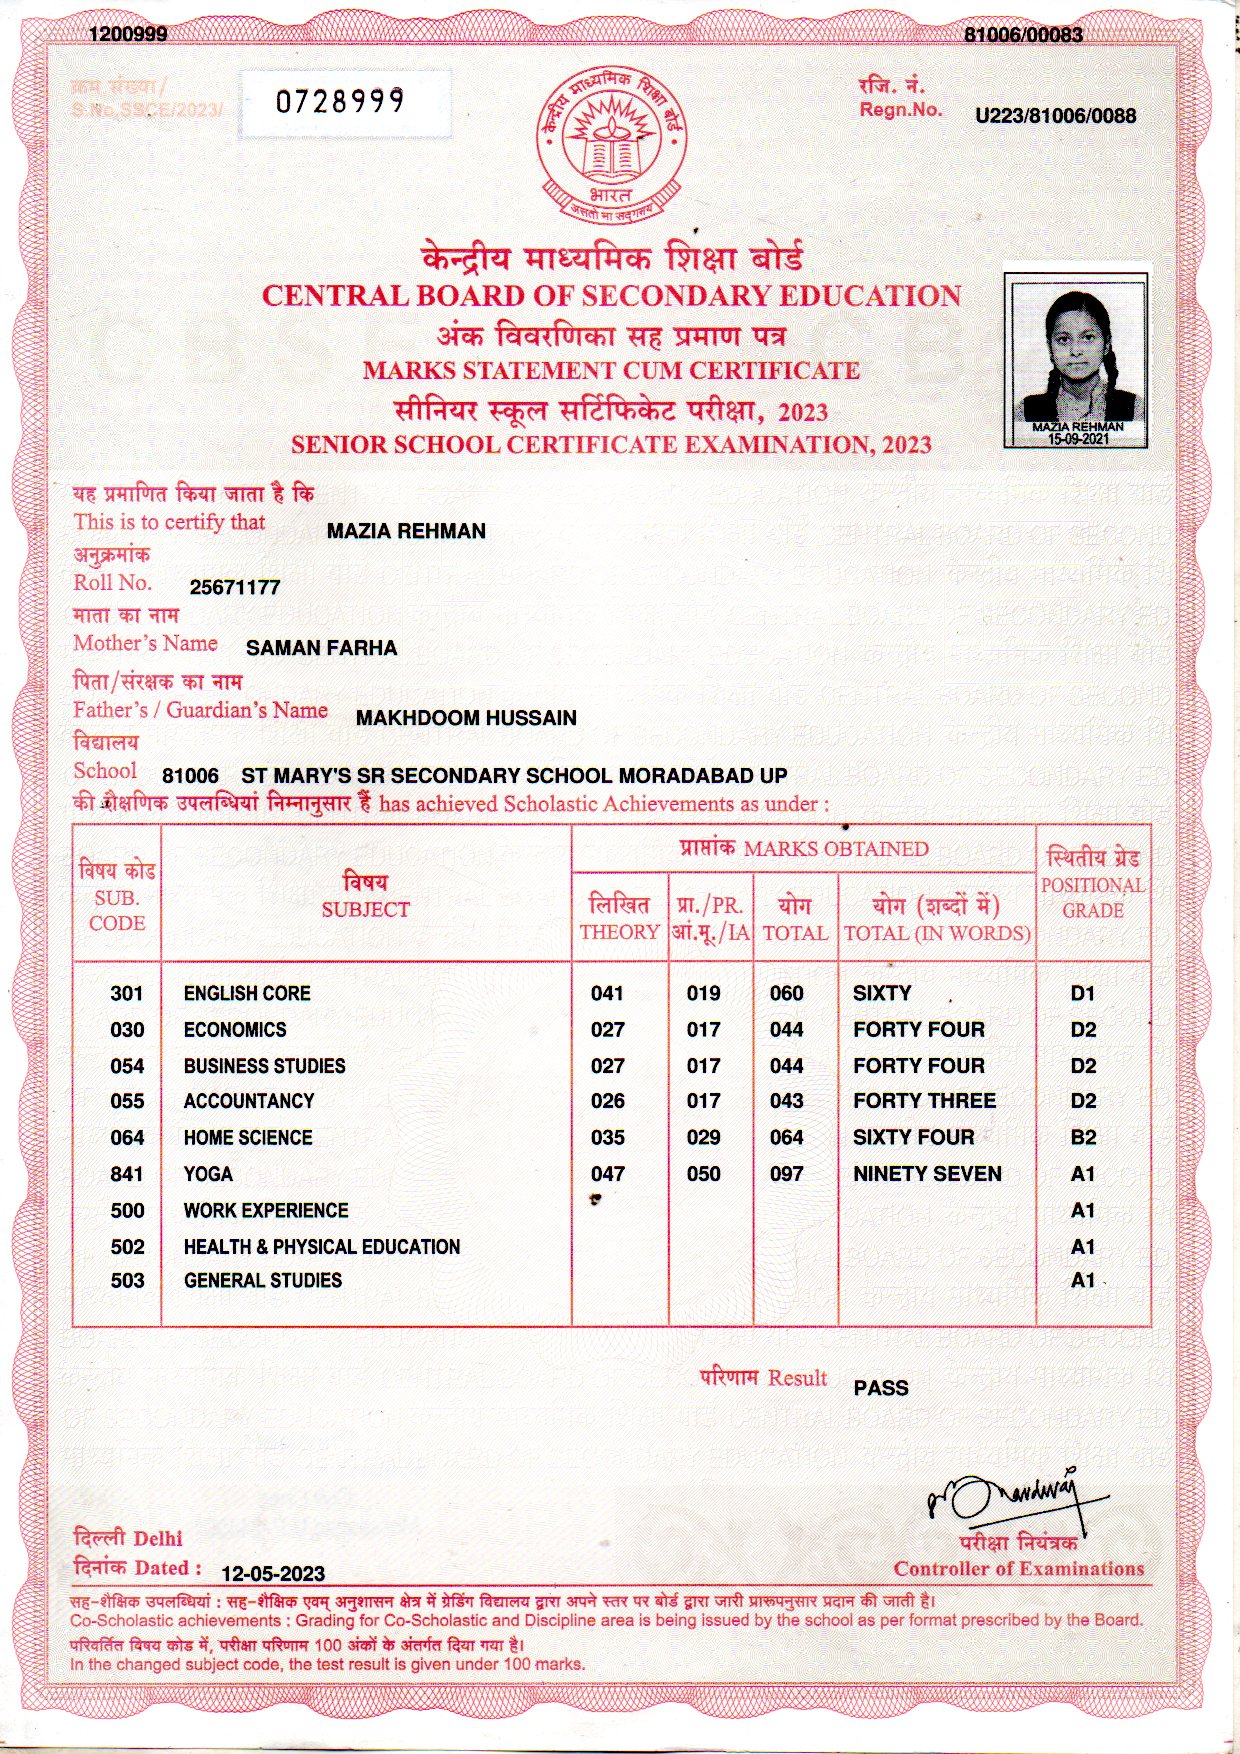 1200999 81006/00083
क्रम संख्या/ रजि. नं.
S.No,SSCE/2023/ 0728999 Regn.No. U223/81006/0088
केन्द्रीय माध्यमिक शिक्षा बोर्ड
भारत
असतो मा सद्गमय
केन्द्रीय माध्यमिक शिक्षा बोर्ड
CENTRAL BOARD OF SECONDARY EDUCATION
अंक विवरणिका सह प्रमाण पत्र
MARKS STATEMENT CUM CERTIFICATE
सीनियर स्कूल सर्टिफिकेट परीक्षा, 2023
SENIOR SCHOOL CERTIFICATE EXAMINATION, 2023
MAZIA REHMAN
15-09-2021
यह प्रमाणित किया जाता है कि
This is to certify that MAZIA REHMAN
अनुक्रमांक
Roll No. 25671177
माता का नाम
Mother's Name SAMAN FARHA
पिता/संरक्षक का नाम
Father's / Guardian's Name MAKHDOOM HUSSAIN
विद्यालय
School 81006 ST MARY'S SR SECONDARY SCHOOL MORADABAD UP
की शैक्षणिक उपलब्धियां निम्नानुसार हैं has achieved Scholastic Achievements as under :
विषय कोड SUB. CODE
विषय SUBJECT
प्राप्तांक MARKS OBTAINED
लिखित THEORY
प्रा./PR. आं.मू./IA
योग TOTAL
योग (शब्दों में) TOTAL (IN WORDS)
स्थितीय ग्रेड POSITIONAL GRADE
301 ENGLISH CORE 041 019 060 SIXTY D1
030 ECONOMICS 027 017 044 FORTY FOUR D2
054 BUSINESS STUDIES 027 017 044 FORTY FOUR D2
055 ACCOUNTANCY 026 017 043 FORTY THREE D2
064 HOME SCIENCE 035 029 064 SIXTY FOUR B2
841 YOGA 047 050 097 NINETY SEVEN A1
500 WORK EXPERIENCE A1
502 HEALTH & PHYSICAL EDUCATION A1
503 GENERAL STUDIES A1
परिणाम Result PASS
दिल्ली Delhi
परीक्षा नियंत्रक
दिनांक Dated : 12-05-2023 Controller of Examinations
सह-शैक्षिक उपलब्धियां : सह-शैक्षिक एवम् अनुशासन क्षेत्र में ग्रेडिंग विद्यालय द्वारा अपने स्तर पर बोर्ड द्वारा जारी प्रारूपनुसार प्रदान की जाती है।
Co-Scholastic achievements : Grading for Co-Scholastic and Discipline area is being issued by the school as per format prescribed by the Board.
परिवर्तित विषय कोड में, परीक्षा परिणाम 100 अंकों के अंतर्गत दिया गया है।
In the changed subject code, the test result is given under 100 marks.